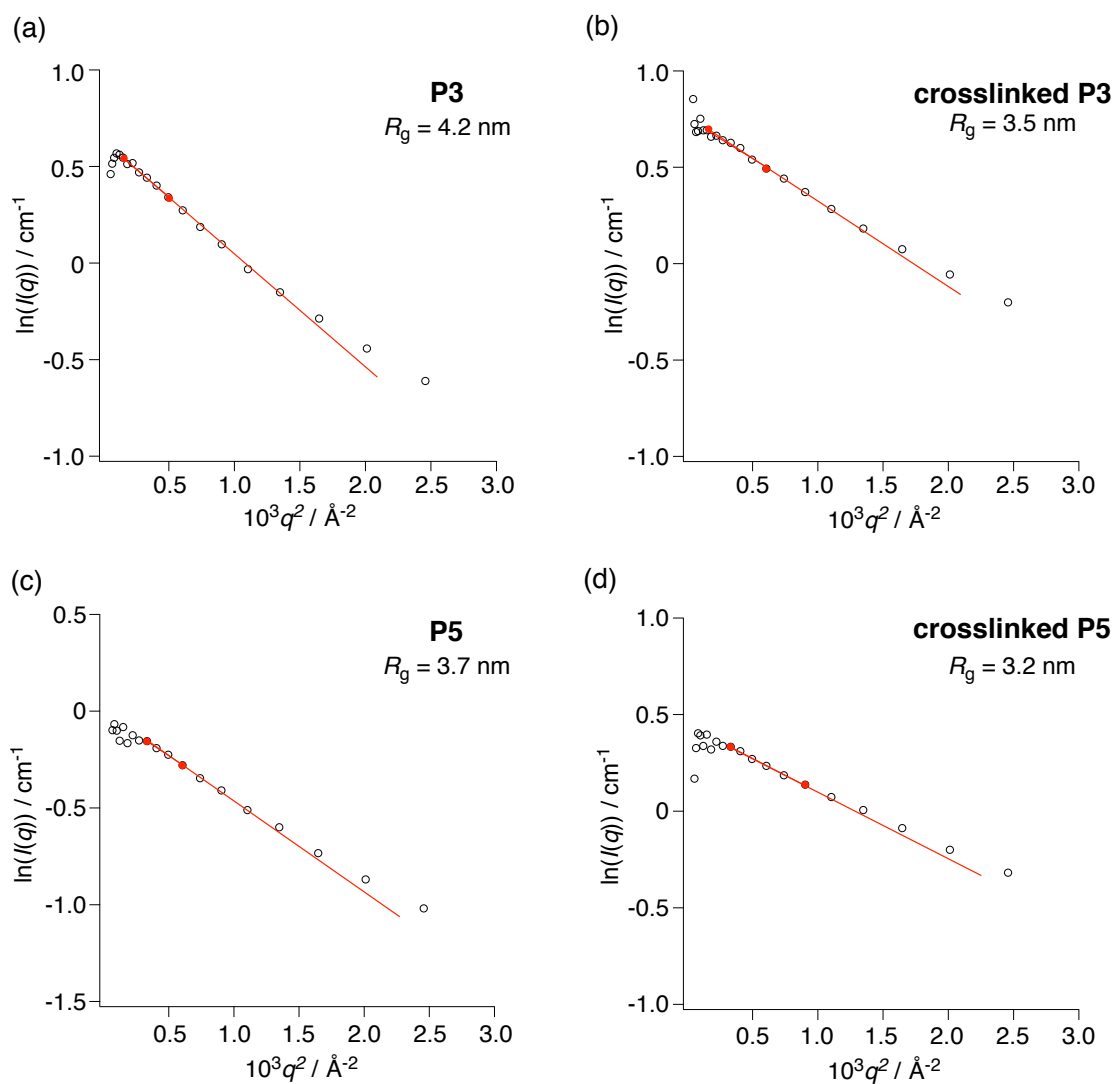 (a)
P3
Rg = 4.2 nm
1.0
0.5
0
-0.5
-1.0
ln(I(q)) / cm-1
0.5 1.0 1.5 2.0 2.5 3.0
10³q² / Å-2
(b)
crosslinked P3
Rg = 3.5 nm
1.0
0.5
0
-0.5
-1.0
ln(I(q)) / cm-1
0.5 1.0 1.5 2.0 2.5 3.0
10³q² / Å-2
(c)
P5
Rg = 3.7 nm
0.5
0
-0.5
-1.0
-1.5
ln(I(q)) / cm-1
0.5 1.0 1.5 2.0 2.5 3.0
10³q² / Å-2
(d)
crosslinked P5
Rg = 3.2 nm
1.0
0.5
0
-0.5
-1.0
ln(I(q)) / cm-1
0.5 1.0 1.5 2.0 2.5 3.0
10³q² / Å-2